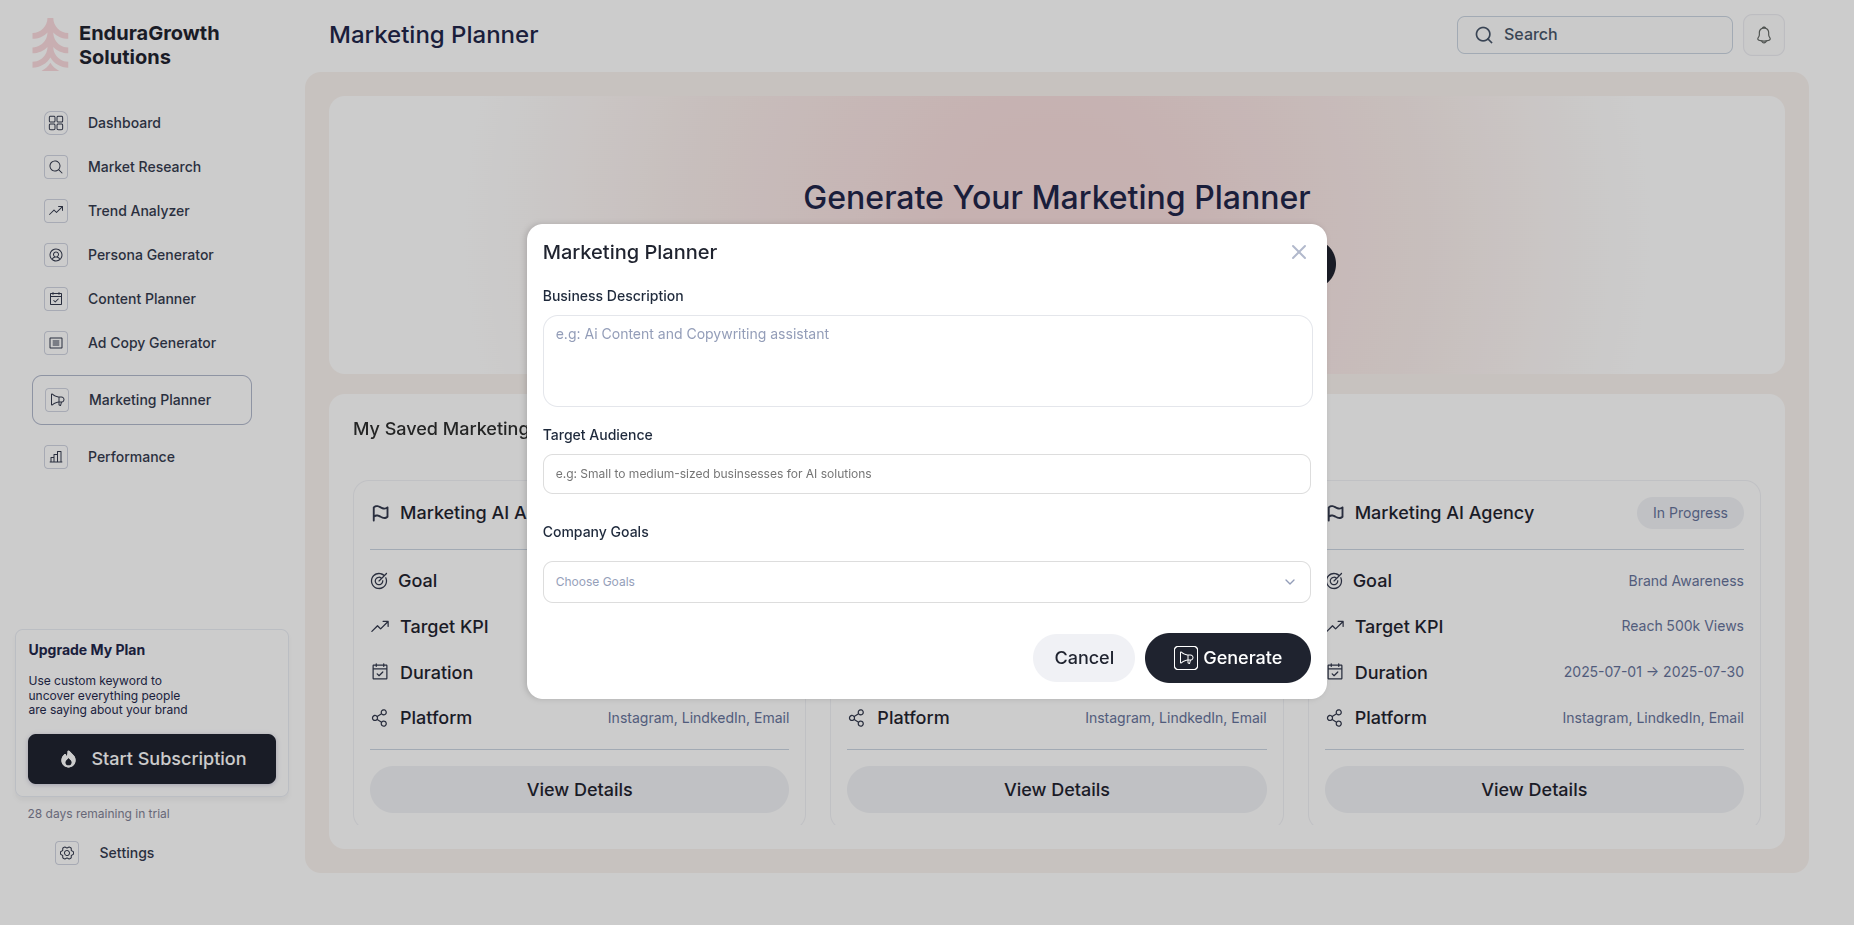 EnduraGrowth
Solutions
Marketing Planner
Search
Dashboard
Market Research
Trend Analyzer
Persona Generator
Content Planner
Ad Copy Generator
Marketing Planner
Performance
Upgrade My Plan
Use custom keyword to
uncover everything people
are saying about your brand
Start Subscription
28 days remaining in trial
Settings
Generate Your Marketing Planner
Marketing Planner
Business Description
e.g: Ai Content and Copywriting assistant
Target Audience
e.g: Small to medium-sized businsesses for AI solutions
Company Goals
Choose Goals
Cancel
Generate
My Saved Marketing
Marketing AI A
Goal
Target KPI
Duration
Platform
Instagram, LindkedIn, Email
View Details
Platform
Instagram, LindkedIn, Email
View Details
Marketing AI Agency
In Progress
Goal
Brand Awareness
Target KPI
Reach 500k Views
Duration
2025-07-01 → 2025-07-30
Platform
Instagram, LindkedIn, Email
View Details